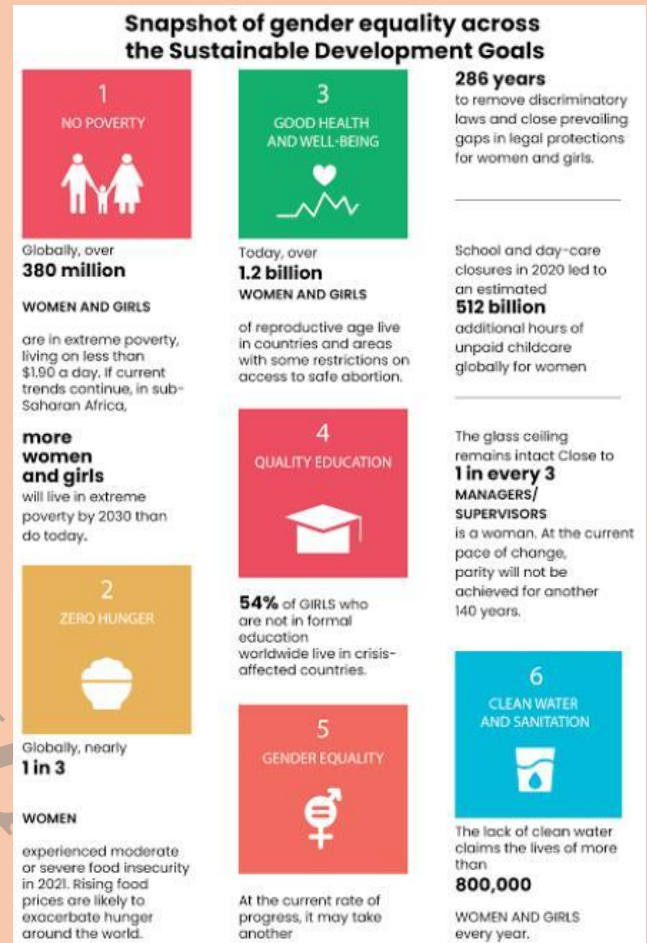 Snapshot of gender equality across
the Sustainable Development Goals
1
NO POVERTY
Globally, over
380 million
WOMEN AND GIRLS
are in extreme poverty,
living on less than
$1,90 a day. If current
trends continue, in sub-
Saharan Africa,
more
women
and girls
will live in extreme
poverty by 2030 than
do today.
2
ZERO HUNGER
Globally, nearly
1 in 3
WOMEN
experienced moderate
or severe food insecurity
in 2021. Rising food
prices are likely to
exacerbate hunger
around the world.
3
GOOD HEALTH
AND WELL-BEING
Today, over
1.2 billion
WOMEN AND GIRLS
of reproductive age live
in countries and areas
with some restrictions on
access to safe abortion.
4
QUALITY EDUCATION
54% of GIRLS who
are not in formal
education
worldwide live in crisis-
affected countries.
5
GENDER EQUALITY
At the current rate of
progress, it may take
another
286 years
to remove discriminatory
laws and close prevailing
gaps in legal protections
for women and girls.
School and day-care
closures in 2020 led to
an estimated
512 billion
additional hours of
unpaid childcare
globally for women
The glass ceiling
remains intact Close to
1 in every 3
MANAGERS/
SUPERVISORS
is a woman. At the current
pace of change,
parity will not be
achieved for another
140 years.
6
CLEAN WATER
AND SANITATION
The lack of clean water
claims the lives of more
than
800,000
WOMEN AND GIRLS
every year.